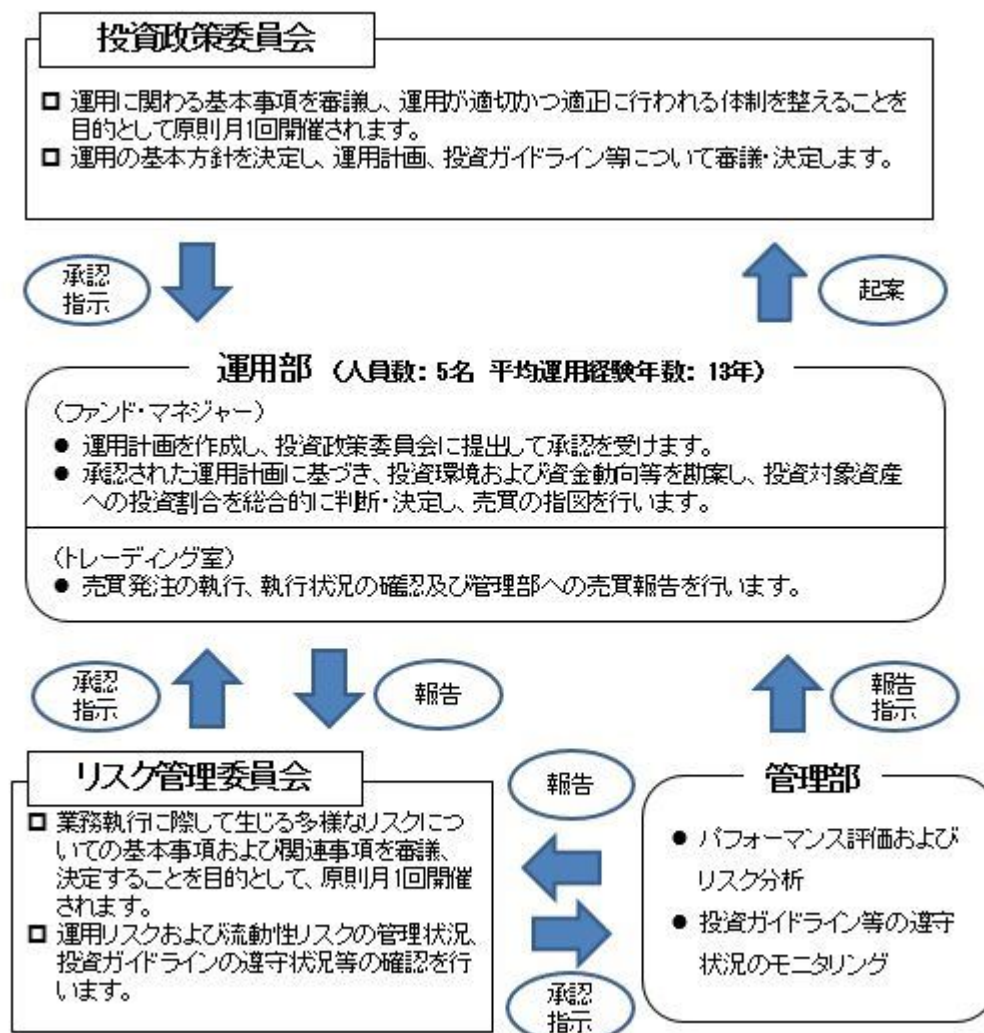 投資政策委員会
□ 運用に関わる基本事項を審議し、運用が適切かつ適正に行われる体制を整えることを
目的として原則月1回開催されます。
□ 運用の基本方針を決定し、運用計画、投資ガイドライン等について審議・決定します。
承認
指示
起案
運用部 (人員数: 5名 平均運用経験年数: 13年)
(ファンド・マネジャー)
● 運用計画を作成し、投資政策委員会に提出して承認を受けます。
● 承認された運用計画に基づき、投資環境および資金動向等を勘案し、投資対象資産
への投資割合を総合的に判断・決定し、売買の指図を行います。
(トレーディング室)
● 売買発注の執行、執行状況の確認及び管理部への売買報告を行います。
承認
指示
報告
報告
指示
リスク管理委員会
□ 業務執行に際して生じる多様なリスクにつ
いての基本事項および関連事項を審議、
決定することを目的として、原則月1回開催
されます。
□ 運用リスクおよび流動性リスクの管理状況、
投資ガイドラインの遵守状況等の確認を行
います。
報告
承認
指示
管理部
● パフォーマンス評価および
リスク分析
● 投資ガイドライン等の遵守
状況のモニタリング